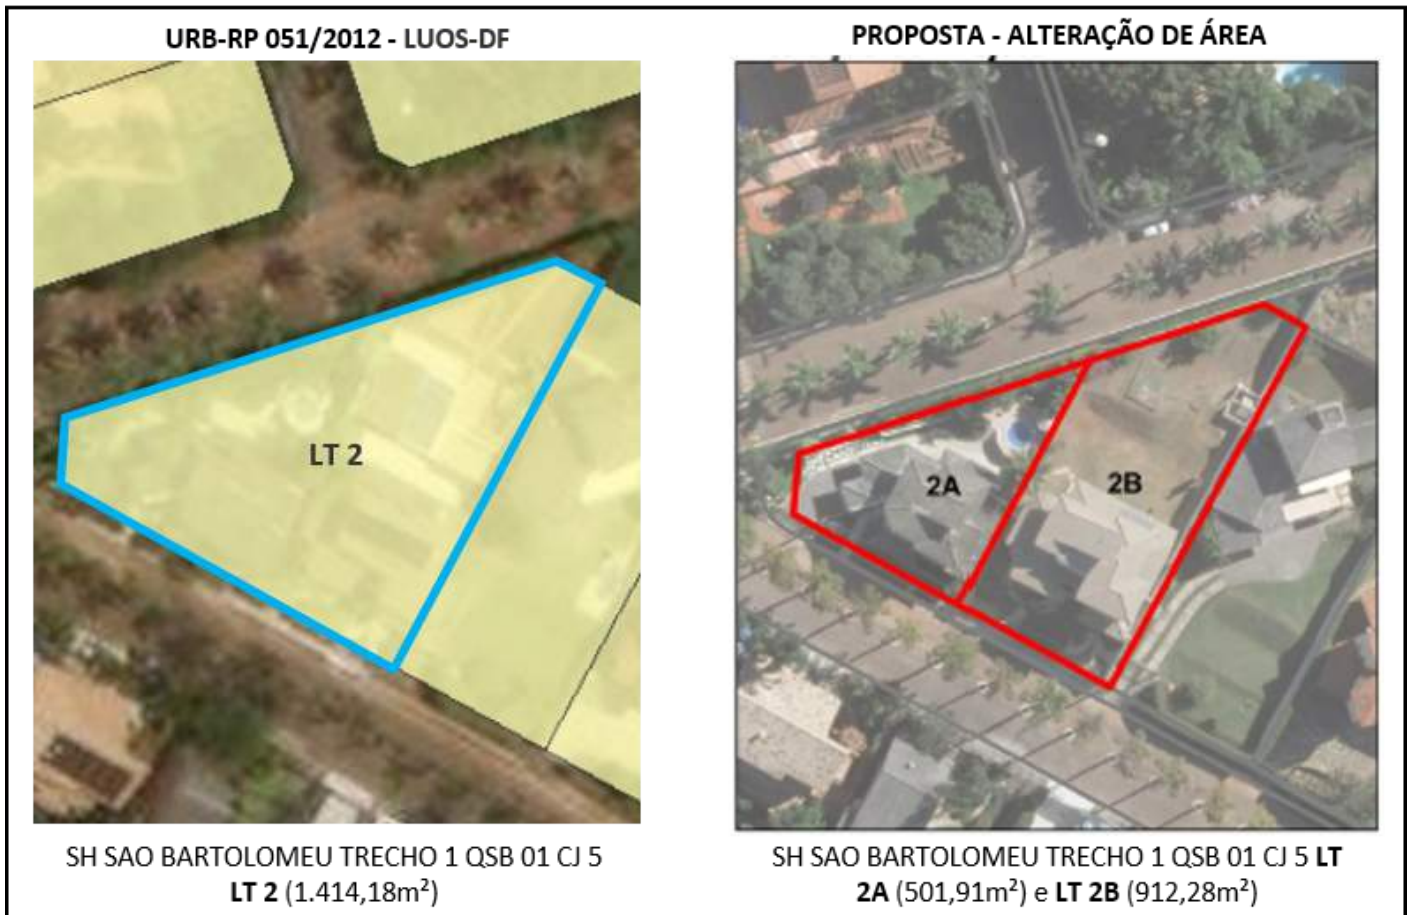 URB-RP 051/2012 - LUOS-DF
LT 2
SH SAO BARTOLOMEU TRECHO 1 QSB 01 CJ 5
LT 2 (1.414,18m²)
PROPOSTA - ALTERAÇÃO DE ÁREA
2A
2B
SH SAO BARTOLOMEU TRECHO 1 QSB 01 CJ 5 LT
2A (501,91m²) e LT 2B (912,28m²)